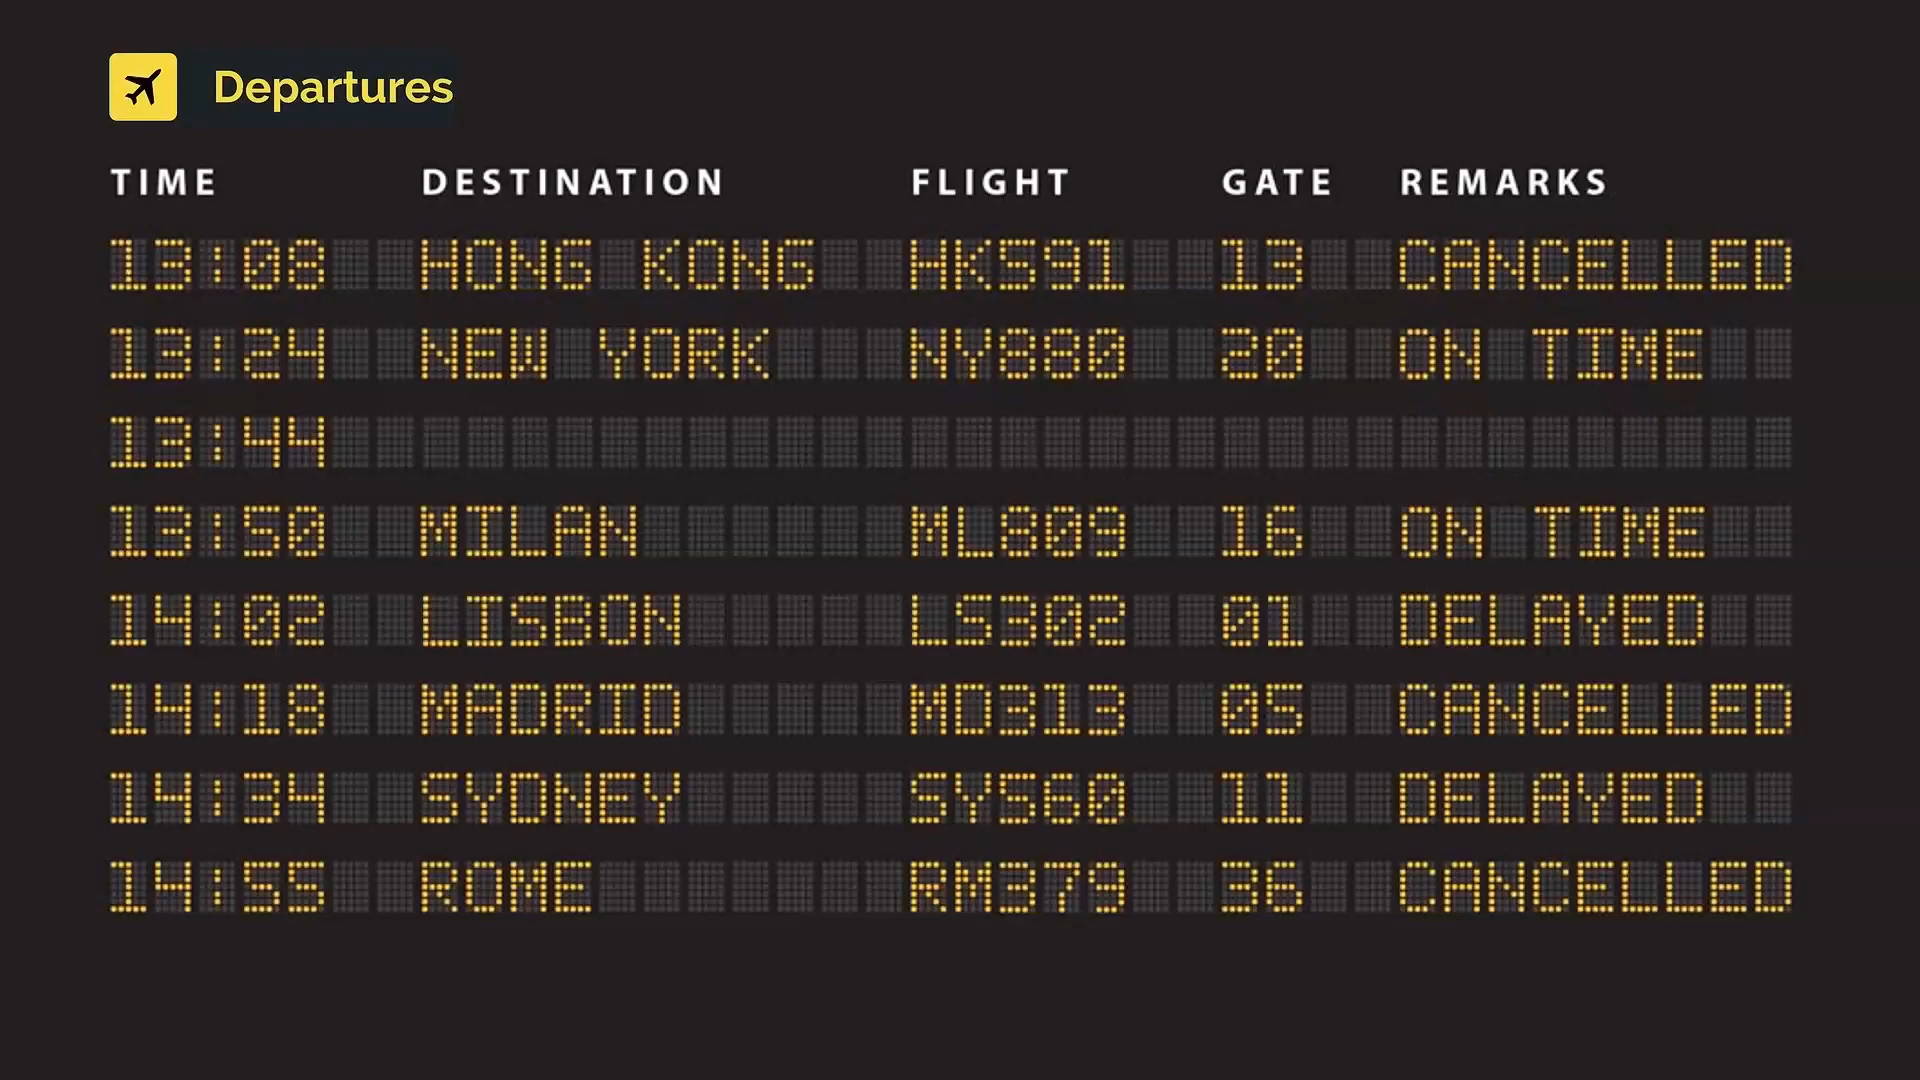 Departures
TIME DESTINATION FLIGHT GATE REMARKS
13:08 HONG KONG HK591 13 CANCELLED
13:24 NEW YORK NY880 20 ON TIME
13:44
13:50 MILAN ML809 16 ON TIME
14:02 LISBON LS302 01 DELAYED
14:18 MADRID MD313 05 CANCELLED
14:34 SYDNEY SY560 11 DELAYED
14:55 ROME RM379 36 CANCELLED